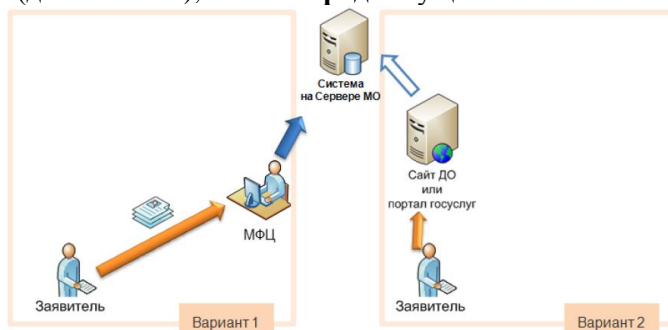 Система
на Сервере МО
Сайт ДО
или
портал госуслуг
МФЦ
Заявитель
Вариант 1
Заявитель
Вариант 2